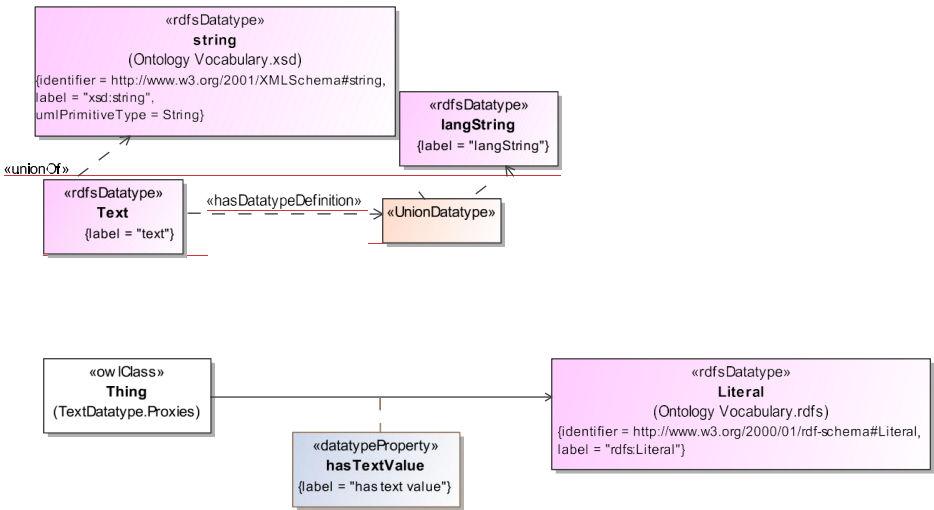 «rdfsDatatype»
string
(Ontology Vocabulary.xsd)
{identifier = http://www.w3.org/2001/XMLSchema#string,
label = "xsd:string",
umlPrimitiveType = String}
«rdfsDatatype»
langString
{label = "langString"}
«unionOf»
«rdfsDatatype»
Text
{label = "text"}
«hasDatatypeDefinition»
«UnionDatatype»
«owlClass»
Thing
(TextDatatype.Proxies)
«rdfsDatatype»
Literal
(Ontology Vocabulary.rdfs)
{identifier = http://www.w3.org/2000/01/rdf-schema#Literal,
label = "rdfs:Literal"}
«datatypeProperty»
hasTextValue
{label = "has text value"}